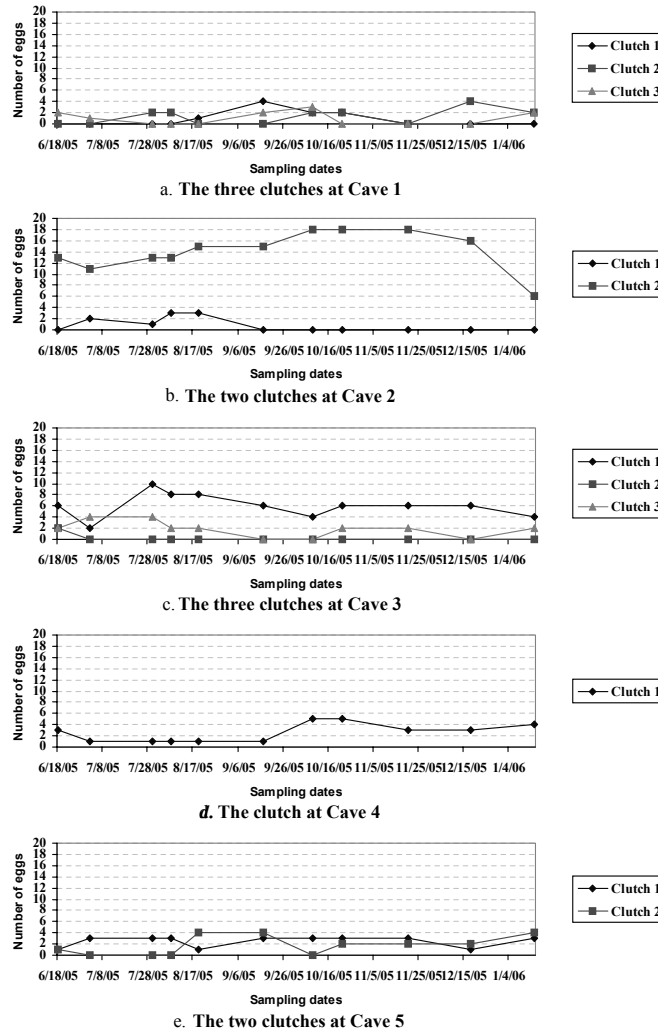 20
18
16
14
12
10
8
6
4
2
0
Number of eggs
6/18/05 7/8/05 7/28/05 8/17/05 9/6/05 9/26/05 10/16/05 11/5/05 11/25/05 12/15/05 1/4/06
Sampling dates
Clutch 1
Clutch 2
Clutch 3
a. The three clutches at Cave 1
20
18
16
14
12
10
8
6
4
2
0
Number of eggs
6/18/05 7/8/05 7/28/05 8/17/05 9/6/05 9/26/05 10/16/05 11/5/05 11/25/05 12/15/05 1/4/06
Sampling dates
Clutch 1
Clutch 2
b. The two clutches at Cave 2
20
18
16
14
12
10
8
6
4
2
0
Number of eggs
6/18/05 7/8/05 7/28/05 8/17/05 9/6/05 9/26/05 10/16/05 11/5/05 11/25/05 12/15/05 1/4/06
Sampling dates
Clutch 1
Clutch 2
Clutch 3
c. The three clutches at Cave 3
20
18
16
14
12
10
8
6
4
2
0
Number of eggs
6/18/05 7/8/05 7/28/05 8/17/05 9/6/05 9/26/05 10/16/05 11/5/05 11/25/05 12/15/05 1/4/06
Sampling dates
Clutch 1
d. The clutch at Cave 4
20
18
16
14
12
10
8
6
4
2
0
Number of eggs
6/18/05 7/8/05 7/28/05 8/17/05 9/6/05 9/26/05 10/16/05 11/5/05 11/25/05 12/15/05 1/4/06
Sampling dates
Clutch 1
Clutch 2
e. The two clutches at Cave 5